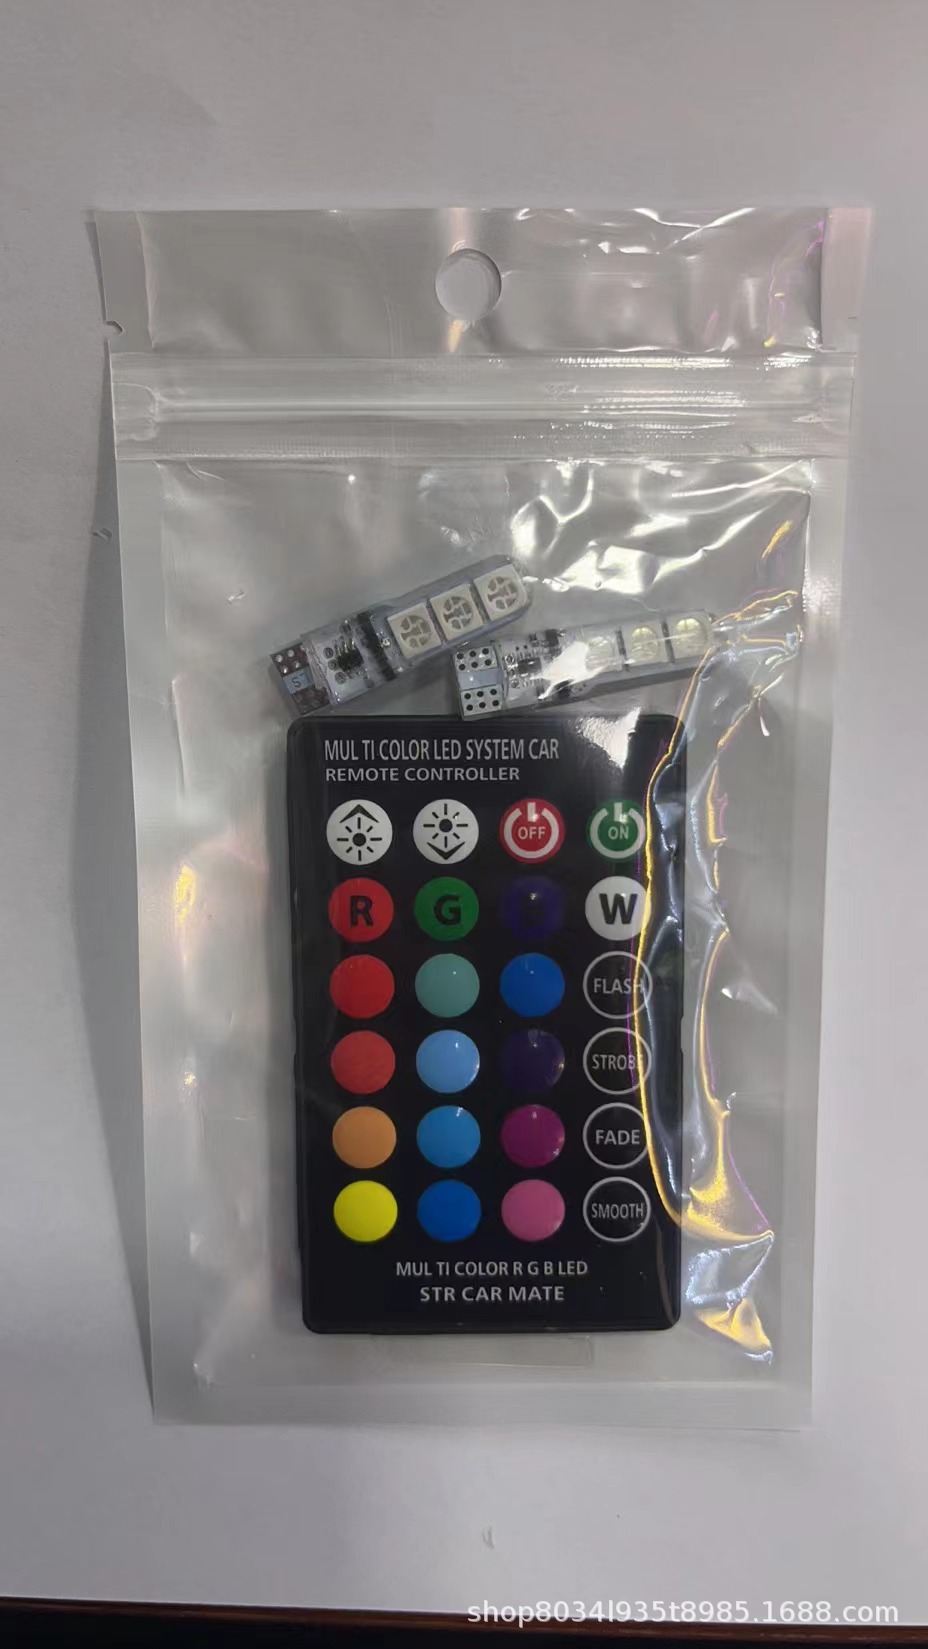 MUL TI COLOR LED SYSTEM CAR
REMOTE CONTROLLER
OFF
ON
R
G
W
FLASH
STROBE
FADE
SMOOTH
MUL TI COLOR R G B LED
STR CAR MATE
shop8034l935t8985.1688.com